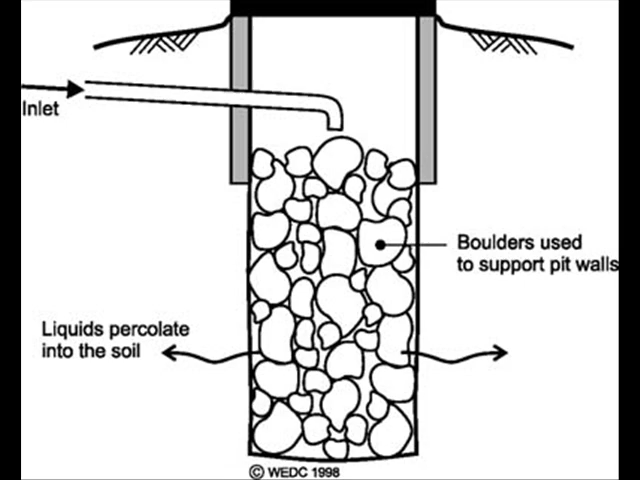 Inlet
Boulders used
to support pit walls
Liquids percolate
into the soil
© WEDC 1998